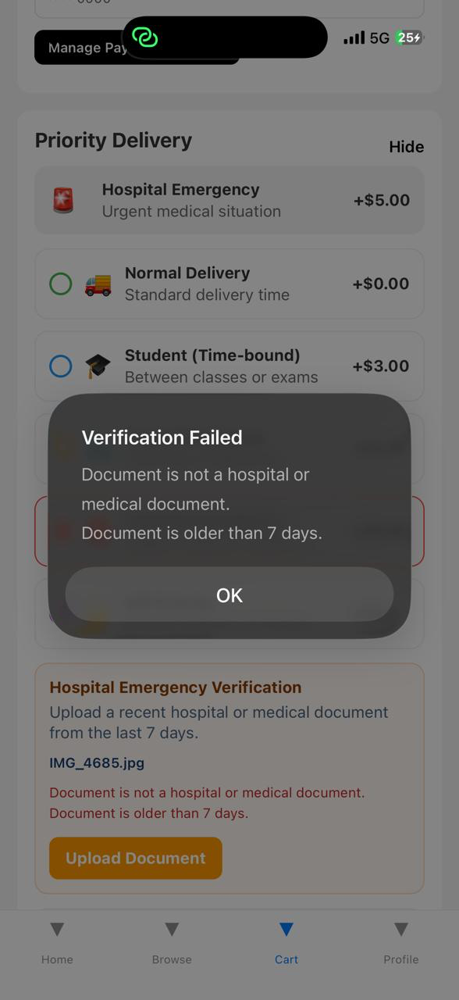 5G 25
Manage Pay
Priority Delivery
Hide
Hospital Emergency
Urgent medical situation
+$5.00
Normal Delivery
Standard delivery time
+$0.00
Student (Time-bound)
Between classes or exams
+$3.00
Verification Failed
Document is not a hospital or
medical document.
Document is older than 7 days.
OK
Hospital Emergency Verification
Upload a recent hospital or medical document
from the last 7 days.
IMG_4685.jpg
Document is not a hospital or medical document.
Document is older than 7 days.
Upload Document
Home
Browse
Cart
Profile